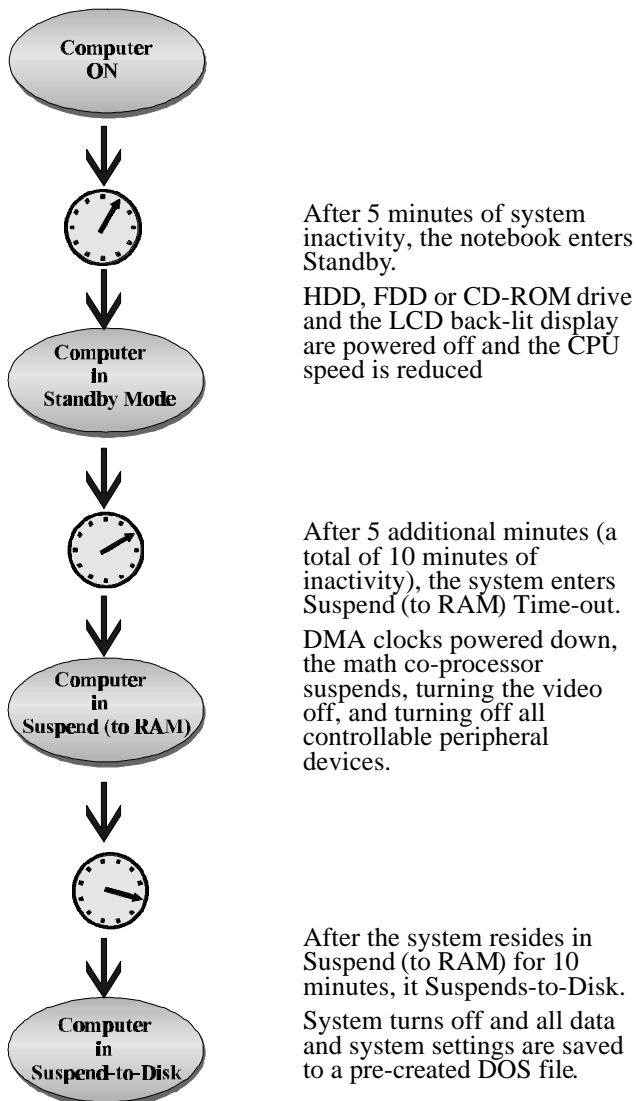 Computer
ON
After 5 minutes of system
inactivity, the notebook enters
Standby.
HDD, FDD or CD-ROM drive
and the LCD back-lit display
are powered off and the CPU
speed is reduced
Computer
in
Standby Mode
After 5 additional minutes (a
total of 10 minutes of
inactivity), the system enters
Suspend (to RAM) Time-out.
DMA clocks powered down,
the math co-processor
suspends, turning the video
off, and turning off all
controllable peripheral
devices.
Computer
in
Suspend (to RAM)
After the system resides in
Suspend (to RAM) for 10
minutes, it Suspends-to-Disk.
System turns off and all data
and system settings are saved
to a pre-created DOS file.
Computer
in
Suspend-to-Disk